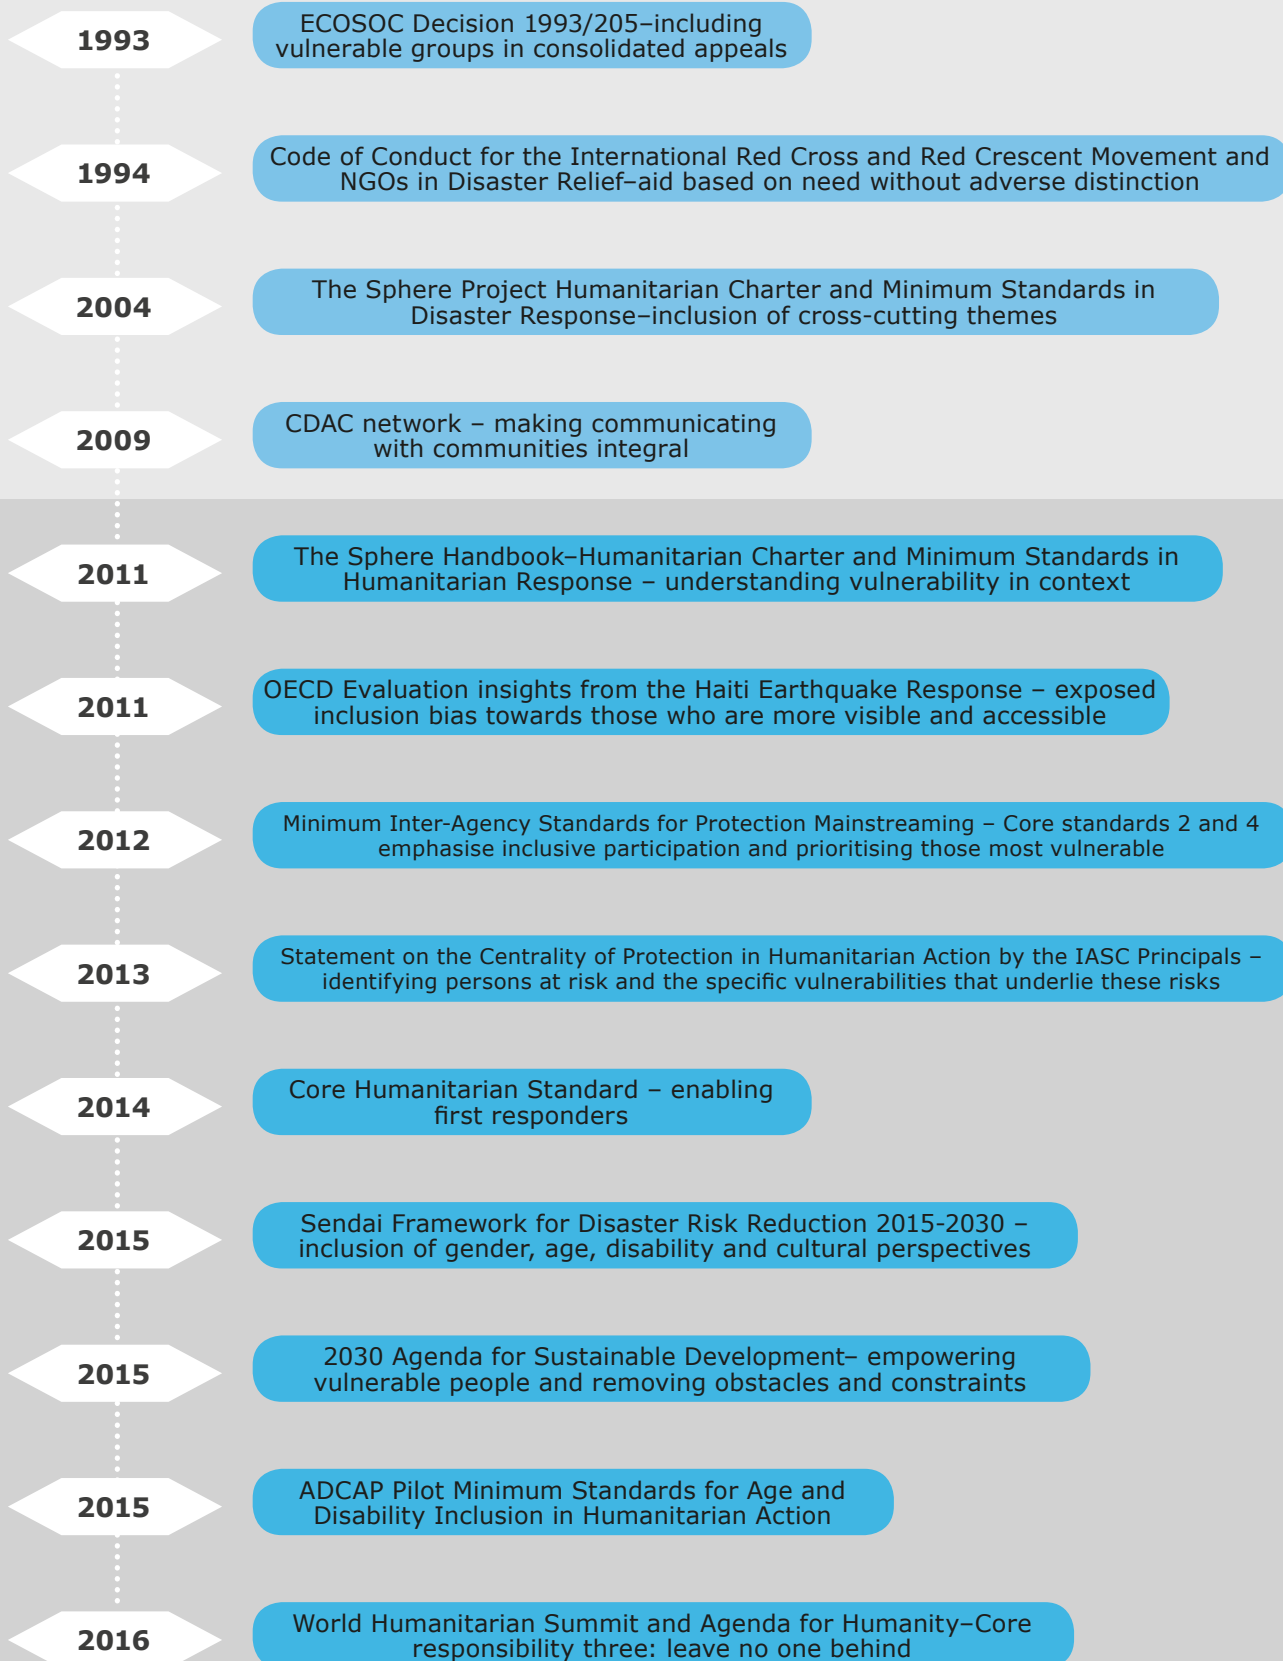 1993
ECOSOC Decision 1993/205–including
vulnerable groups in consolidated appeals
1994
Code of Conduct for the International Red Cross and Red Crescent Movement and
NGOs in Disaster Relief–aid based on need without adverse distinction
2004
The Sphere Project Humanitarian Charter and Minimum Standards in
Disaster Response–inclusion of cross-cutting themes
2009
CDAC network – making communicating
with communities integral
2011
The Sphere Handbook–Humanitarian Charter and Minimum Standards in
Humanitarian Response – understanding vulnerability in context
2011
OECD Evaluation insights from the Haiti Earthquake Response – exposed
inclusion bias towards those who are more visible and accessible
2012
Minimum Inter-Agency Standards for Protection Mainstreaming – Core standards 2 and 4
emphasise inclusive participation and prioritising those most vulnerable
2013
Statement on the Centrality of Protection in Humanitarian Action by the IASC Principals –
identifying persons at risk and the specific vulnerabilities that underlie these risks
2014
Core Humanitarian Standard – enabling
first responders
2015
Sendai Framework for Disaster Risk Reduction 2015-2030 –
inclusion of gender, age, disability and cultural perspectives
2015
2030 Agenda for Sustainable Development– empowering
vulnerable people and removing obstacles and constraints
2015
ADCAP Pilot Minimum Standards for Age and
Disability Inclusion in Humanitarian Action
2016
World Humanitarian Summit and Agenda for Humanity–Core
responsibility three: leave no one behind